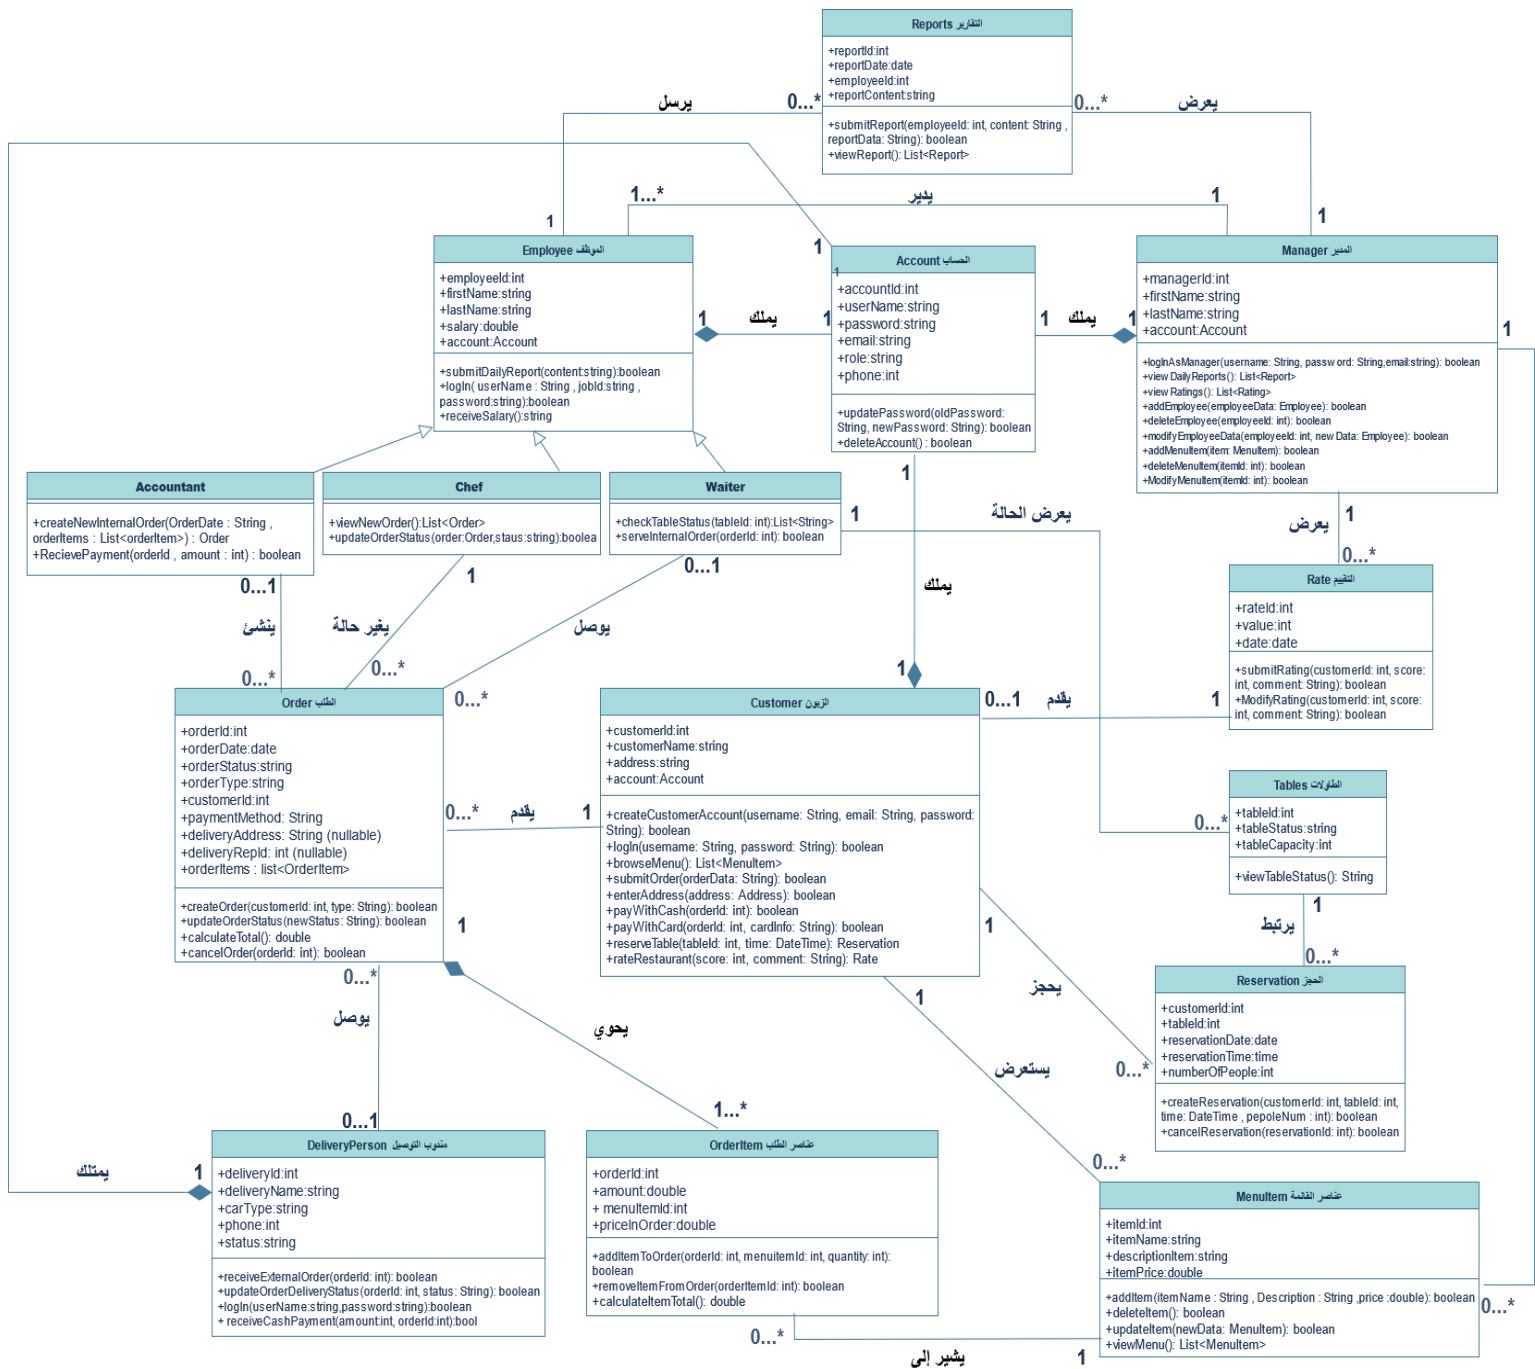 Reports التقارير
+reportId:int
+reportDate:date
+employeeId:int
+reportContent:string
+submitReport(employeeId: int, content: String ,
reportData: String): boolean
+viewReport(): List<Report>
يرسل
0...*
1
يعرض
0...*
1
يدير
1...*
1
Employee الموظف
+employeeId:int
+firstName:string
+lastName:string
+salary:double
+account:Account
+submitDailyReport(content:string):boolean
+logIn( userName : String , jobId:string ,
password:string):boolean
+receiveSalary():string
1
يملك
1
1
1
Account الحساب
+accountId:int
+userName:string
+password:string
+email:string
+role:string
+phone:int
+updatePassword(oldPassword:
String, newPassword: String): boolean
+deleteAccount() : boolean
1
يملك
1
Manager المدير
+managerId:int
+firstName:string
+lastName:string
+account:Account
+logInAsManager(username: String, password: String,email:string): boolean
+view DailyReports(): List<Report>
+view Ratings(): List<Rating>
+addEmployee(employeeData: Employee): boolean
+deleteEmployee(employeeId: int): boolean
+modifyEmployeeData(employeeId: int, new Data: Employee): boolean
+addMenuItem(item: MenuItem): boolean
+deleteMenuItem(itemId: int): boolean
+ModifyMenuItem(itemId: int): boolean
1
Accountant
+createNewInternalOrder(OrderDate : String ,
orderItems : List<orderItem>) : Order
+RecievePayment(orderId , amount : int) : boolean
Chef
+viewNewOrder():List<Order>
+updateOrderStatus(order:Order,staus:string):boolea
Waiter
+checkTableStatus(tableId: int):List<String>
+serveInternalOrder(orderId: int): boolean
1
يعرض الحالة
0...*
1
يملك
1
1
يعرض
0...*
0...1
ينشئ
0...*
1
يغير حالة
0...*
0...1
يوصل
0...*
Rate التقييم
+rateId:int
+value:int
+date:date
+submitRating(customerId: int, score:
int, comment: String): boolean
+ModifyRating(customerId: int, score:
int, comment: String): boolean
0...1
يقدم
1
Order الطلب
+orderId:int
+orderDate:date
+orderStatus:string
+orderType:string
+customerId:int
+paymentMethod: String
+deliveryAddress: String (nullable)
+deliveryRepId: int (nullable)
+orderItems : list<OrderItem>
+createOrder(customerId: int, type: String): boolean
+updateOrderStatus(newStatus: String): boolean
+calculateTotal(): double
+cancelOrder(orderId: int): boolean
0...*
يقدم
1
Customer الزبون
+customerId:int
+customerName:string
+address:string
+account:Account
+createCustomerAccount(username: String, email: String, password:
String): boolean
+logIn(username: String, password: String): boolean
+browseMenu(): List<MenuItem>
+submitOrder(orderData: String): boolean
+enterAddress(address: Address): boolean
+payWithCash(orderId: int): boolean
+payWithCard(orderId: int, cardInfo: String): boolean
+reserveTable(tableId: int, time: DateTime): Reservation
+rateRestaurant(score: int, comment: String): Rate
Tables الطاولات
+tableId:int
+tableStatus:string
+tableCapacity:int
+viewTableStatus(): String
1
يرتبط
0...*
1
يحجز
0...*
Reservation الحجز
+customerId:int
+tableId:int
+reservationDate:date
+reservationTime:time
+numberOfPeople:int
+createReservation(customerId: int, tableId: int,
time: DateTime , pepoleNum : int): boolean
+cancelReservation(reservationId: int): boolean
1
يحوي
1...*
0...*
يوصل
0...1
1
يستعرض
0...*
DeliveryPerson مندوب التوصيل
+deliveryId:int
+deliveryName:string
+carType:string
+phone:int
+status:string
+receiveExternalOrder(orderId: int): boolean
+updateOrderDeliveryStatus(orderId: int, status: String): boolean
+logIn(userName:string,password:string):boolean
+ receiveCashPayment(amount:int, orderId:int):bool
يمتلك
1
OrderItem عناصر الطلب
+orderId:int
+amount:double
+ menuItemId:int
+priceInOrder:double
+addItemToOrder(orderId: int, menuitemId: int, quantity: int):
boolean
+removeItemFromOrder(orderItemId: int): boolean
+calculateItemTotal(): double
0...*
يشير إلى
1
MenuItem عناصر القائمة
+itemId:int
+itemName:string
+descriptionItem:string
+itemPrice:double
+addItem(itemName : String , Description : String ,price :double): boolean
+deleteItem(): boolean
+updateItem(newData: MenuItem): boolean
+viewMenu(): List<MenuItem>
0...*